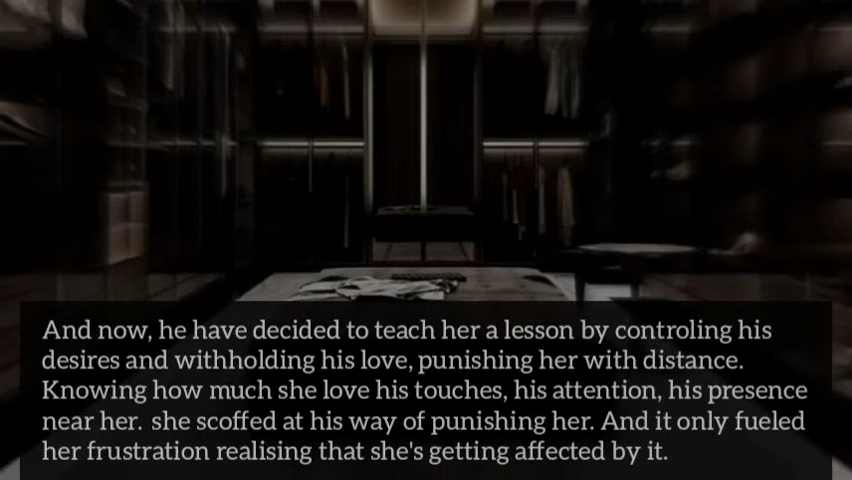 And now, he have decided to teach her a lesson by controling his
desires and withholding his love, punishing her with distance.
Knowing how much she love his touches, his attention, his presence
near her. she scoffed at his way of punishing her. And it only fueled
her frustration realising that she's getting affected by it.